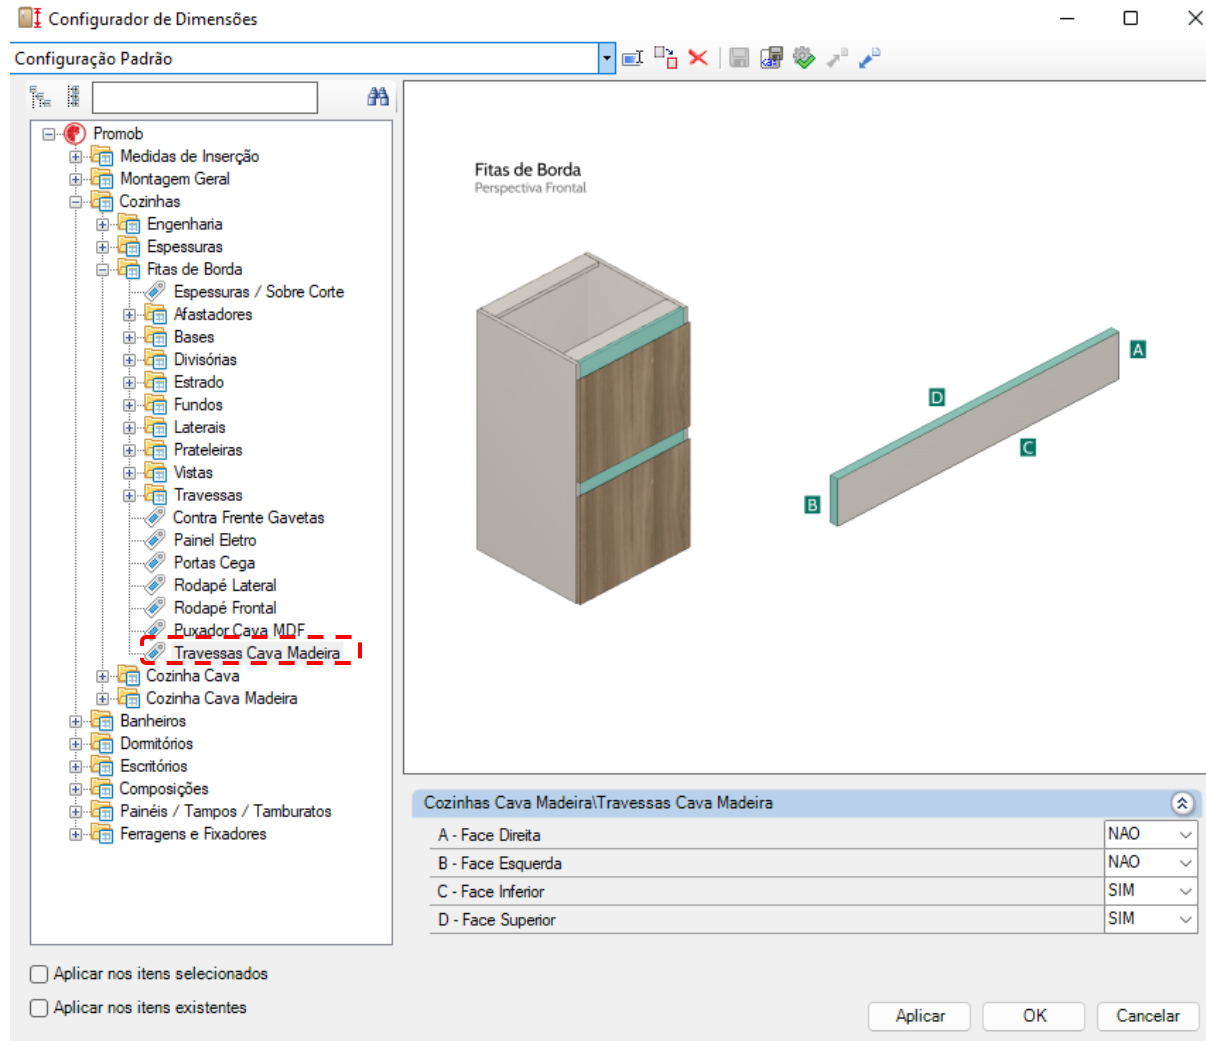 Configurador de Dimensões
Configuração Padrão
Promob
Medidas de Inserção
Montagem Geral
Cozinhas
Engenharia
Espessuras
Fitas de Borda
Espessuras / Sobre Corte
Afastadores
Bases
Divisórias
Estrado
Fundos
Laterais
Prateleiras
Vistas
Travessas
Contra Frente Gavetas
Painel Eletro
Portas Cega
Rodapé Lateral
Rodapé Frontal
Puxador Cava MDF
Travessas Cava Madeira
Cozinha Cava
Cozinha Cava Madeira
Banheiros
Dormitórios
Escritórios
Composições
Painéis / Tampos / Tamburatos
Ferragens e Fixadores
Fitas de Borda
Perspectiva Frontal
A
D
C
B
Cozinhas Cava Madeira\Travessas Cava Madeira
A - Face Direita NAO
B - Face Esquerda NAO
C - Face Inferior SIM
D - Face Superior SIM
Aplicar nos itens selecionados
Aplicar nos itens existentes
Aplicar OK Cancelar